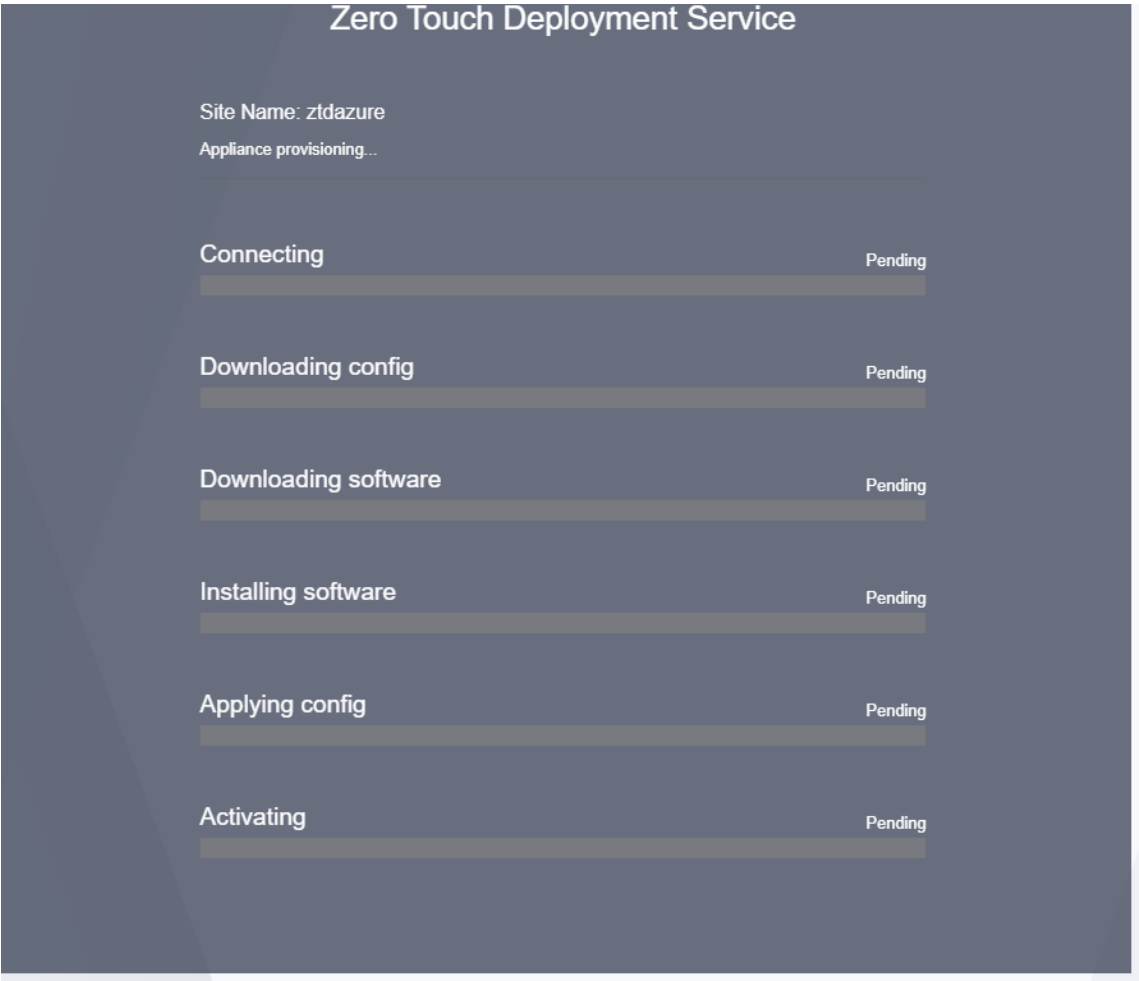 Zero Touch Deployment Service
Site Name: ztdazure
Appliance provisioning...
Connecting
Pending
Downloading config
Pending
Downloading software
Pending
Installing software
Pending
Applying config
Pending
Activating
Pending